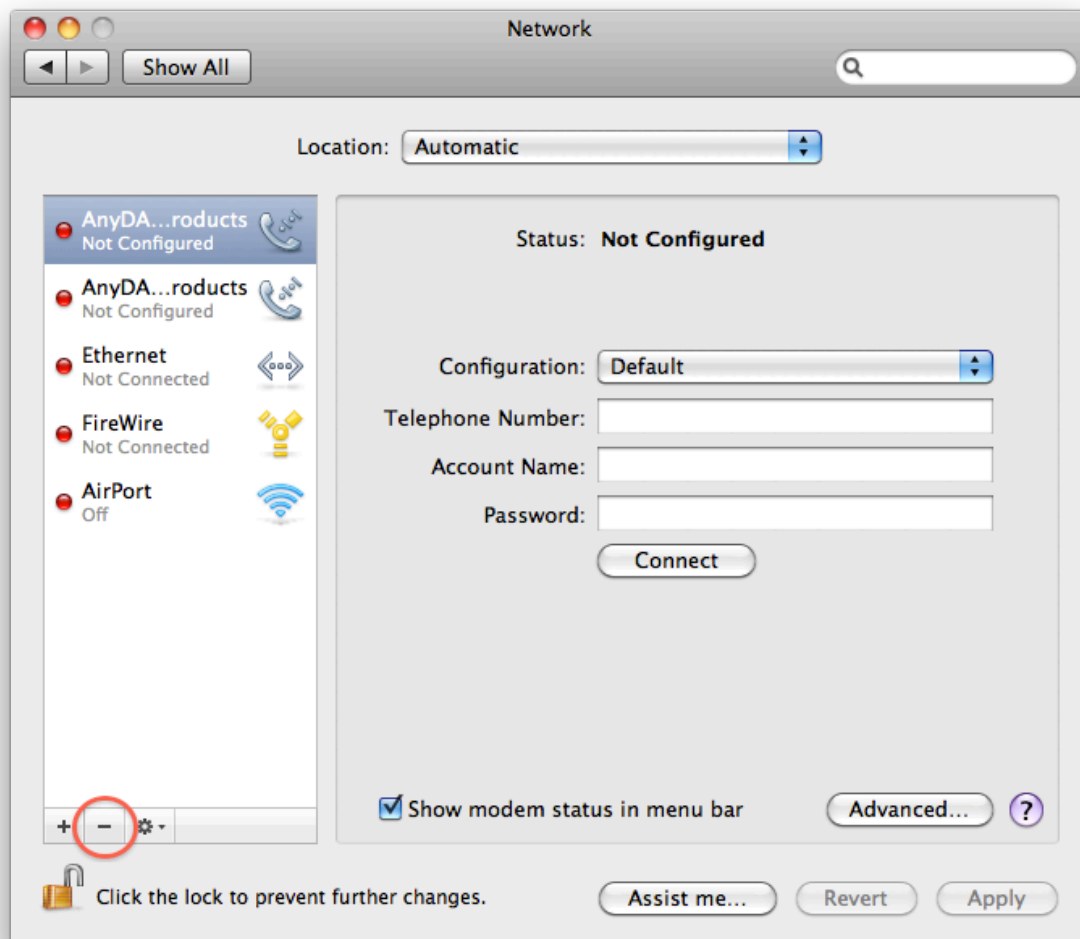 Network
Show All
Location: Automatic
AnyDA...roducts
Not Configured
AnyDA...roducts
Not Configured
Ethernet
Not Connected
FireWire
Not Connected
AirPort
Off
Status: Not Configured
Configuration: Default
Telephone Number:
Account Name:
Password:
Connect
Show modem status in menu bar
Advanced...
?
Click the lock to prevent further changes.
Assist me...
Revert
Apply